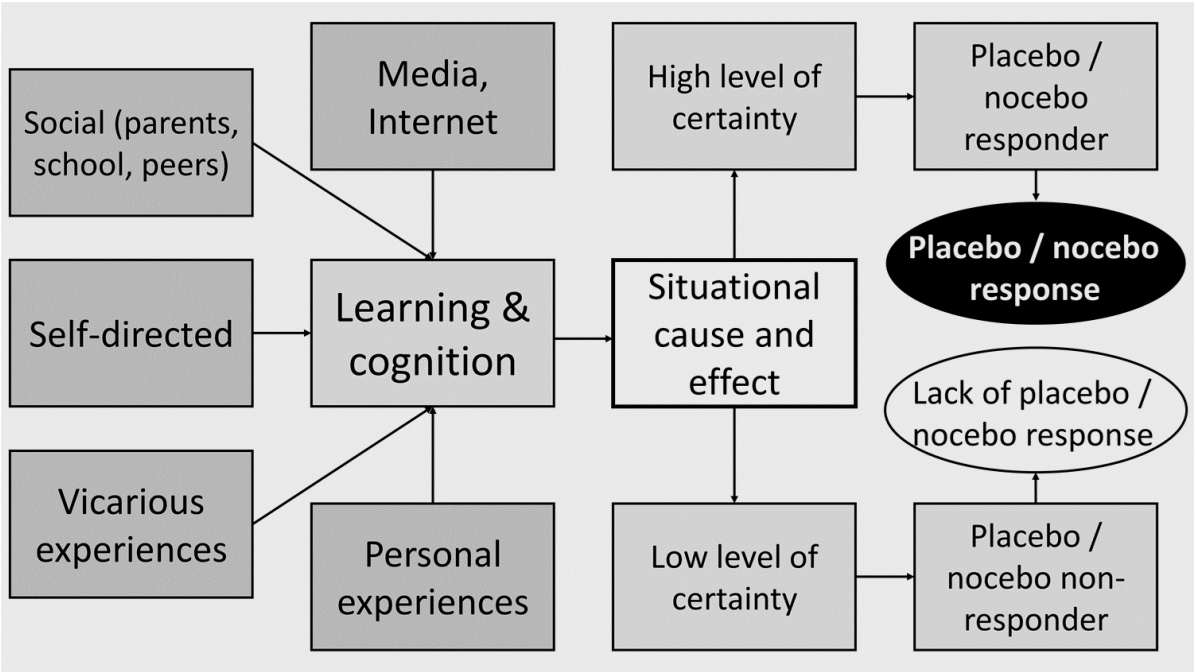 Social (parents,
school, peers)
Media,
Internet
Self-directed
Learning &
cognition
Vicarious
experiences
Personal
experiences
Situational
cause and
effect
High level of
certainty
Placebo /
nocebo
responder
Placebo / nocebo
response
Low level of
certainty
Placebo /
nocebo non-
responder
Lack of placebo /
nocebo response